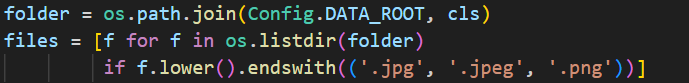 folder = os.path.join(Config.DATA_ROOT, cls)
files = [f for f in os.listdir(folder)
         if f.lower().endswith(('.jpg', '.jpeg', '.png'))]